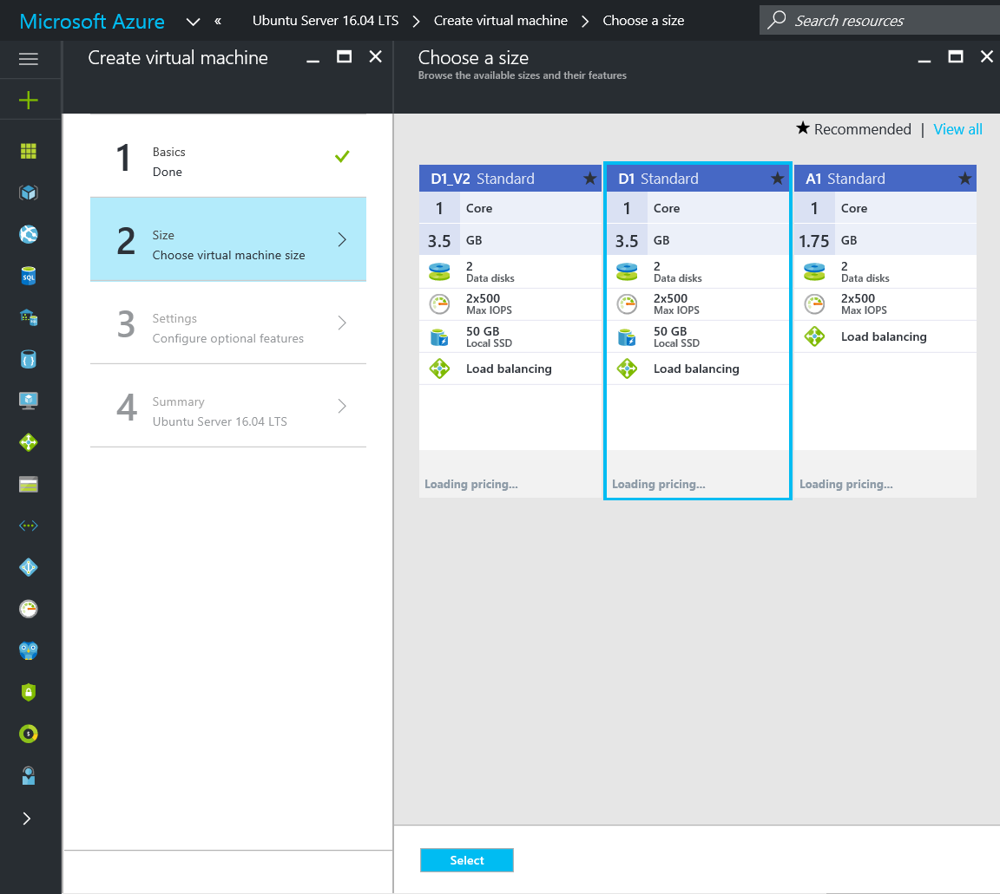 Microsoft Azure « Ubuntu Server 16.04 LTS Create virtual machine Choose a size Search resources
Create virtual machine
1 Basics
Done
2 Size
Choose virtual machine size
3 Settings
Configure optional features
4 Summary
Ubuntu Server 16.04 LTS
Choose a size
Browse the available sizes and their features
★ Recommended | View all
D1_V2 Standard ★
1 Core
3.5 GB
2
Data disks
2x500
Max IOPS
50 GB
Local SSD
Load balancing
Loading pricing...
D1 Standard ★
1 Core
3.5 GB
2
Data disks
2x500
Max IOPS
50 GB
Local SSD
Load balancing
Loading pricing...
A1 Standard ★
1 Core
1.75 GB
2
Data disks
2x500
Max IOPS
Load balancing
Loading pricing...
SQL
Select